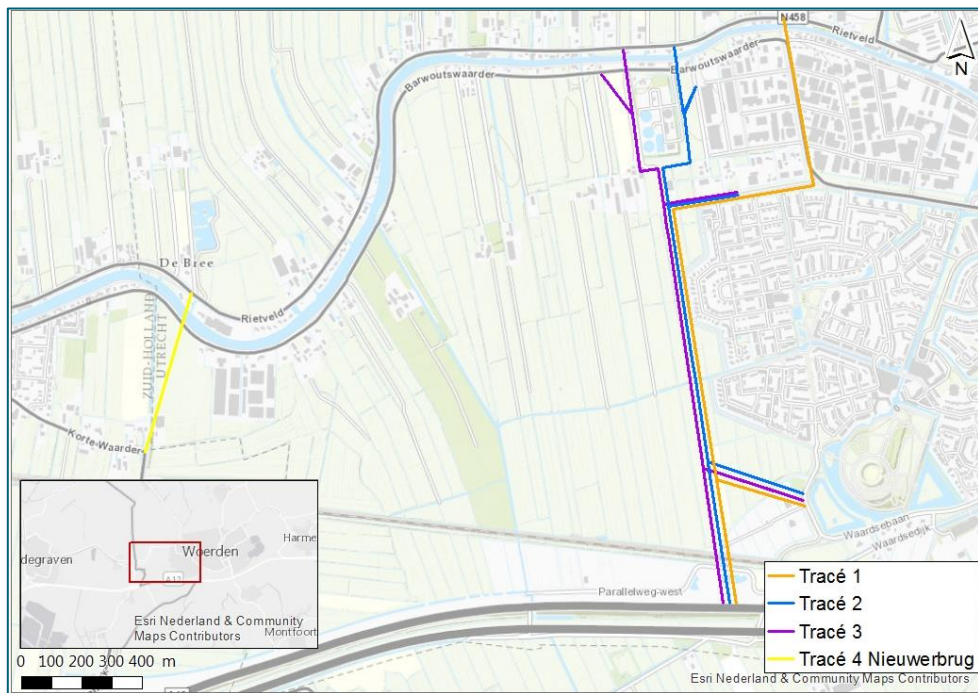 N458
Rietveld
N
Barwoutswaarder
Barwoutswaarder
De Bree
Rietveld
ZUID-HOLLAND
UTRECHT
Korte-Waarder
Waardsebaan
Waardsedijk
Parallelweg-west
degraven
Woerden
Harme
A12
Montfoort
Esri Nederland & Community
Maps Contributors
0 100 200 300 400 m
Tracé 1
Tracé 2
Tracé 3
Tracé 4 Nieuwerbrug
Esri Nederland & Community Maps Contributors